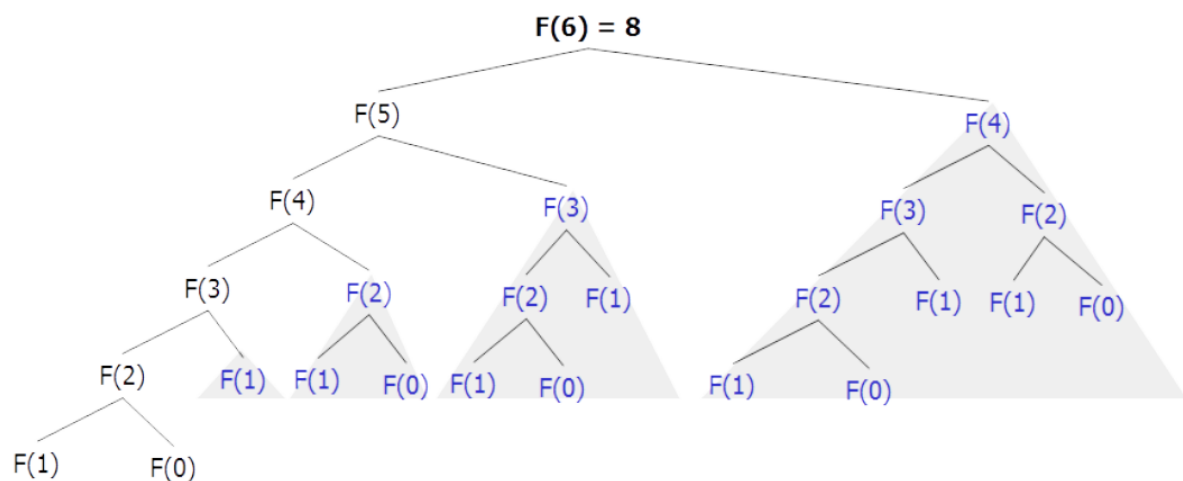 F(6) = 8
F(5) F(4)
F(4) F(3) F(3) F(2)
F(3) F(2) F(2) F(1) F(2) F(1) F(1) F(0)
F(2) F(1) F(1) F(0) F(1) F(0) F(1) F(0)
F(1) F(0)